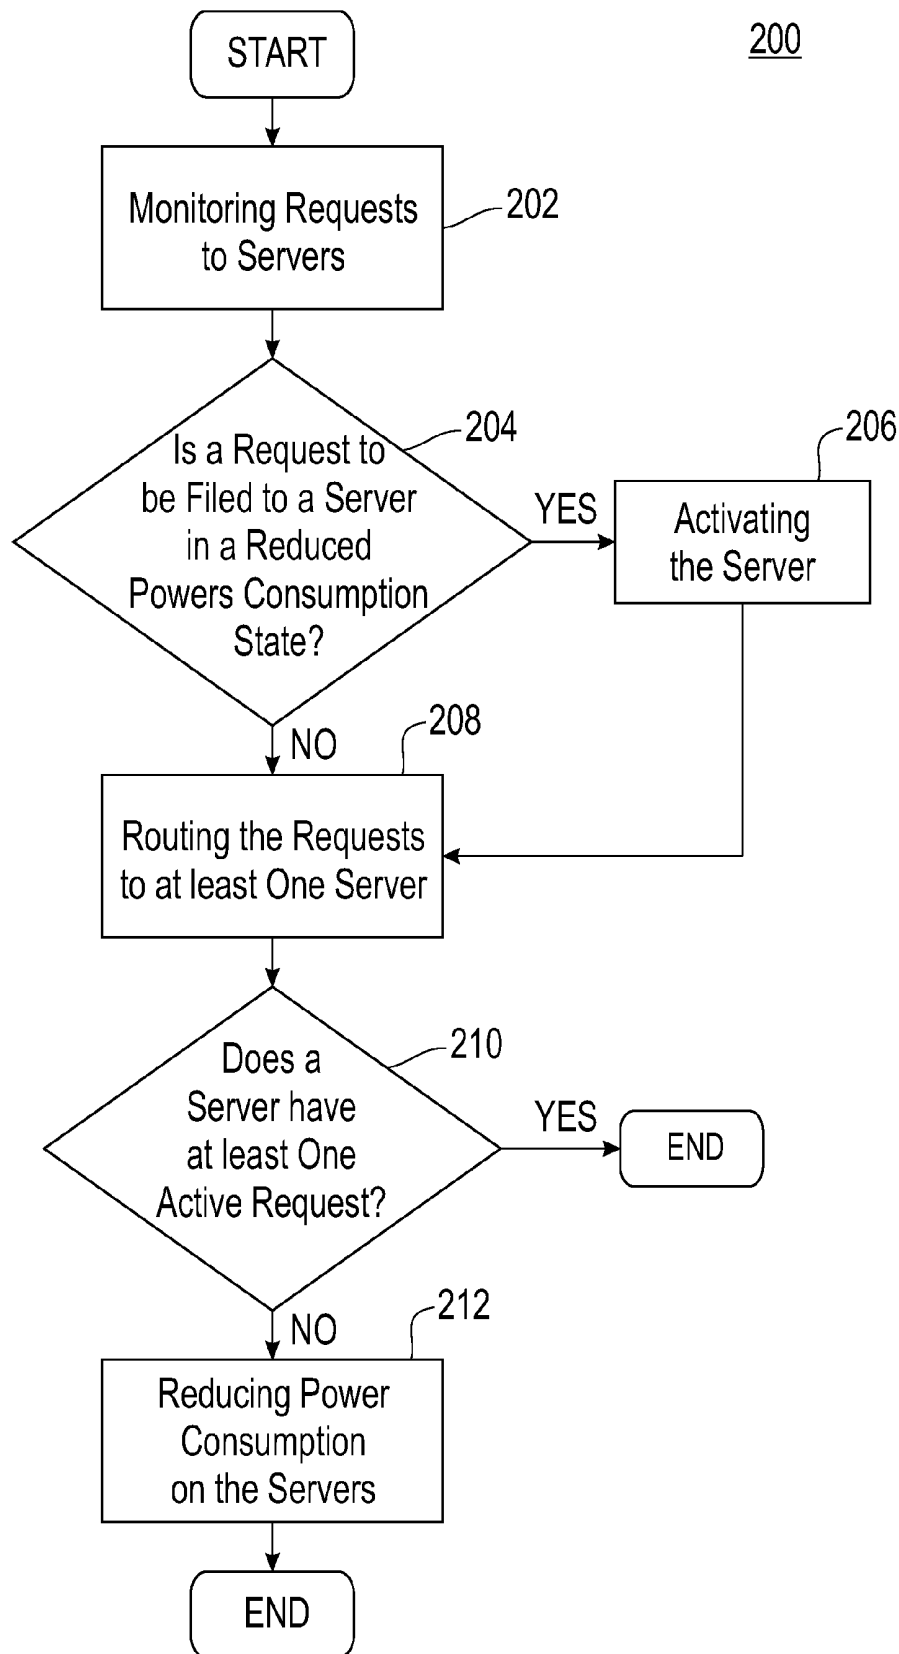 START
200
Monitoring Requests
to Servers
202
Is a Request to
be Filed to a Server
in a Reduced
Powers Consumption
State?
204
YES
206
Activating
the Server
NO
208
Routing the Requests
to at least One Server
Does a
Server have
at least One
Active Request?
210
YES
END
NO
212
Reducing Power
Consumption
on the Servers
END